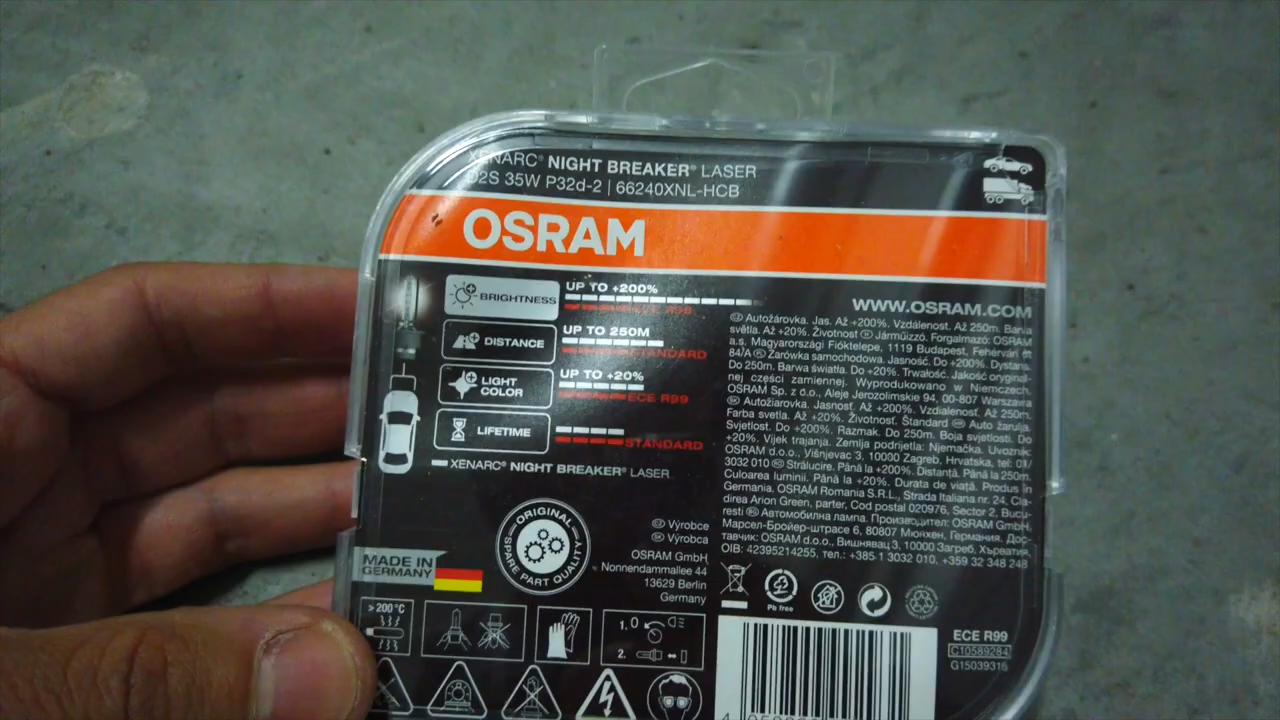 XENARC® NIGHT BREAKER® LASER
D2S 35W P32d-2 | 66240XNL-HCB
OSRAM
BRIGHTNESS
UP TO +200%
ECE R99
DISTANCE
UP TO 250M
STANDARD
LIGHT
COLOR
UP TO +20%
ECE R99
LIFETIME
STANDARD
XENARC® NIGHT BREAKER® LASER
WWW.OSRAM.COM
Autožárovka. Jas. Až +200%. Vzdálenost. Až 250m. Barva
světla. Až +20%. Životnost Járműizzó. Forgalmazó: OSRAM
a.s. Magyarországi Fióktelepe, 1119 Budapest, Fehérvári út
84/A Żarówka samochodowa. Jasność. Do +200%. Dystans.
Do 250m. Barwa światła. Do +20%. Trwałość. Jakość oryginal-
nej części zamiennej. Wyprodukowano w Niemczech.
OSRAM Sp. z o.o., Aleje Jerozolimskie 94, 00-807 Warszawa
Autožiarovka. Jasnosť. Až +200%. Vzdialenosť. Až 250m.
Farba svetla. Až +20%. Životnosť. Štandard Auto žarulja.
Svjetlost. Do +200%. Razmak. Do 250m. Boja svjetlosti. Do
+20%. Vijek trajanja. Zemlja podrijetla: Njemačka. Uvoznik:
OSRAM d.o.o., Višnjevac 3, 10000 Zagreb, Hrvatska, tel: 01/
3032 010 Strălucire. Până la +200%. Distanță. Până la 250m.
Culoarea luminii. Până la +20%. Durata de viață. Produs în
Germania. OSRAM Romania S.R.L., Strada Italiana nr. 24, Cla-
direa Arion Green, parter, Cod postal 020976, Sector 2, Bucu-
resti Автомобилна лампа. Производител: OSRAM GmbH,
Марсел-Бройер-штрасе 6, 80807 Мюнхен, Германия. Дос-
тавчик: OSRAM d.o.o., Вишнявац 3, 10000 Загреб, Хърватия,
OIB: 42395214255, тел.: +385 1 3032 010, +359 32 348 248
ORIGINAL
SPARE PART QUALITY
CZ Výrobce
SK Výrobca
OSRAM GmbH,
Nonnendammallee 44
13629 Berlin
Germany
MADE IN
GERMANY
>200°C
1.0
2.
Pb free
ECE R99
C10589284
G15039316